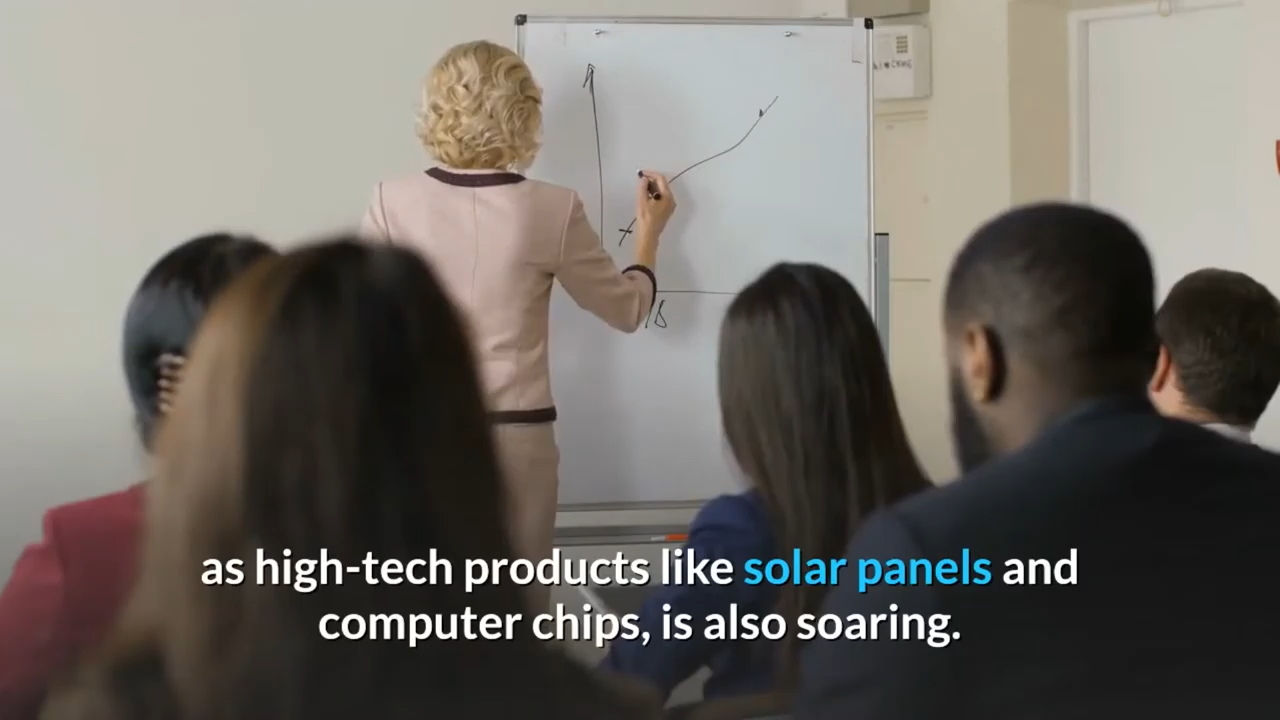 as high-tech products like solar panels and
computer chips, is also soaring.